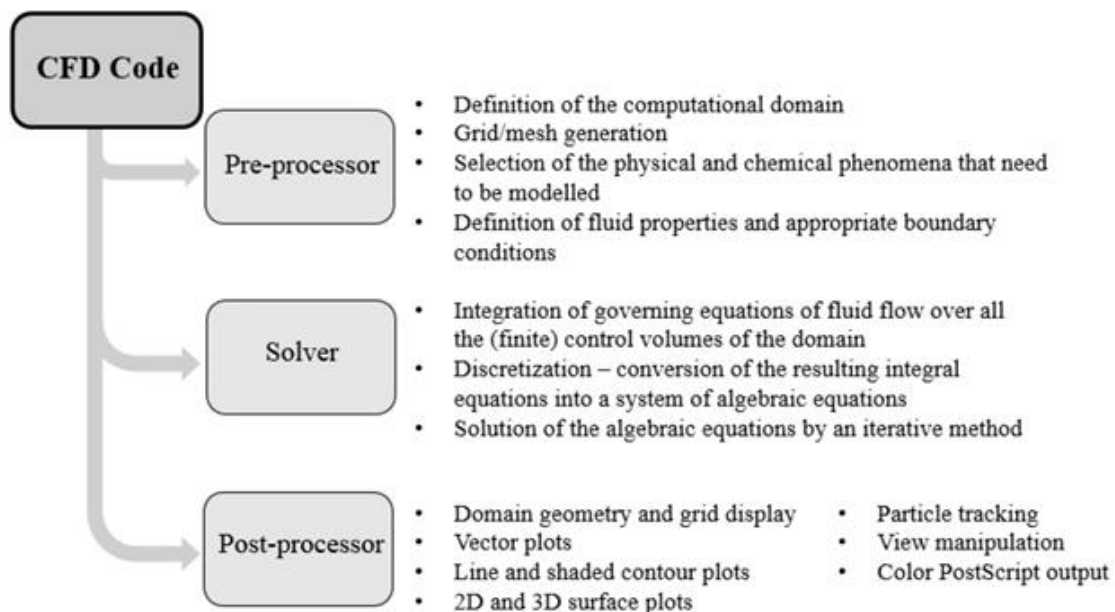 CFD Code
Pre-processor
• Definition of the computational domain
• Grid/mesh generation
• Selection of the physical and chemical phenomena that need
to be modelled
• Definition of fluid properties and appropriate boundary
conditions
Solver
• Integration of governing equations of fluid flow over all
the (finite) control volumes of the domain
• Discretization – conversion of the resulting integral
equations into a system of algebraic equations
• Solution of the algebraic equations by an iterative method
Post-processor
• Domain geometry and grid display
• Vector plots
• Line and shaded contour plots
• 2D and 3D surface plots
• Particle tracking
• View manipulation
• Color PostScript output